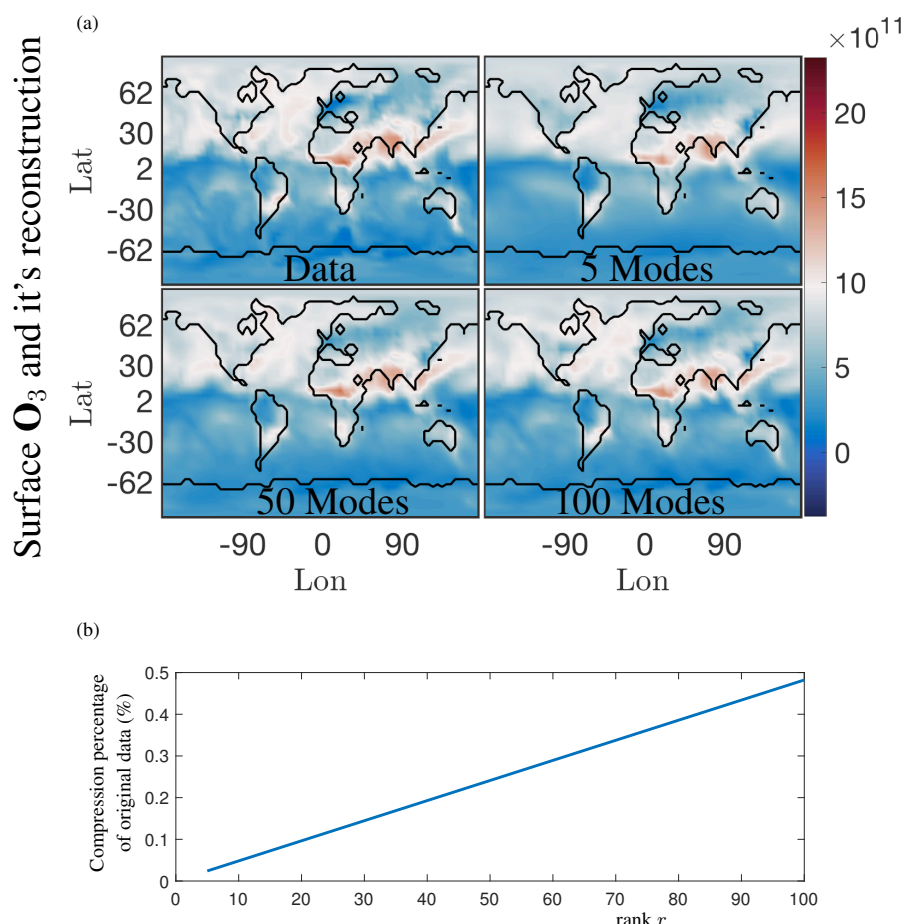 (a)
Surface O₃ and it's reconstruction
×10¹¹
Lat
62
30
2
-30
-62
Data
5 Modes
Lat
62
30
2
-30
-62
50 Modes
100 Modes
-90 0 90
Lon
-90 0 90
Lon
20
15
10
5
0
(b)
Compression percentage
of original data (%)
0.5
0.4
0.3
0.2
0.1
0
0 10 20 30 40 50 60 70 80 90 100
rank r